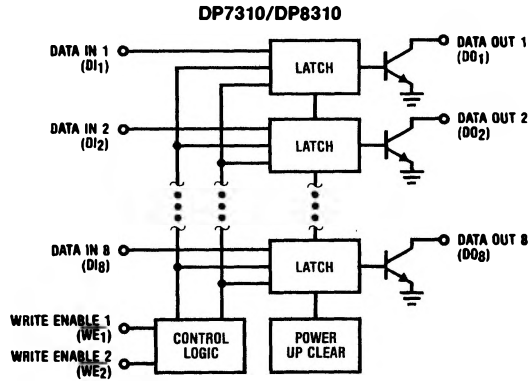 DP7310/DP8310
DATA IN 1
(DI1)
LATCH
DATA OUT 1
(DO1)
DATA IN 2
(DI2)
LATCH
DATA OUT 2
(DO2)
DATA IN 8
(DI8)
LATCH
DATA OUT 8
(DO8)
WRITE ENABLE 1
(WE1)
WRITE ENABLE 2
(WE2)
CONTROL
LOGIC
POWER
UP CLEAR